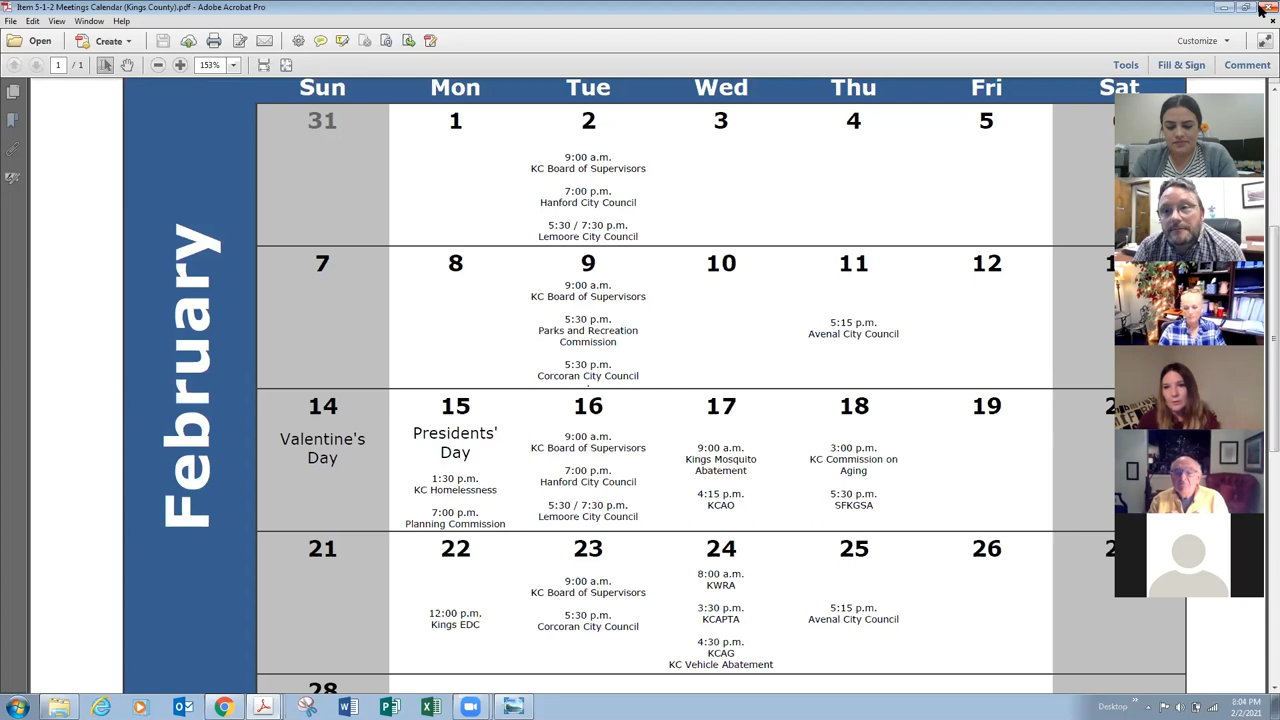 Item 5-1-2 Meetings Calendar (Kings County).pdf - Adobe Acrobat Pro
File Edit View Window Help
Open Create Customize
1 / 1 153% Tools Fill & Sign Comment
Sun Mon Tue Wed Thu Fri Sat
February
31 1 2 3 4 5
9:00 a.m.
KC Board of Supervisors
7:00 p.m.
Hanford City Council
5:30 / 7:30 p.m.
Lemoore City Council
7 8 9 10 11 12
9:00 a.m.
KC Board of Supervisors
5:30 p.m.
Parks and Recreation
Commission
5:30 p.m.
Corcoran City Council
5:15 p.m.
Avenal City Council
14 15 16 17 18 19
Valentine's
Day
Presidents'
Day
1:30 p.m.
KC Homelessness
7:00 p.m.
Planning Commission
9:00 a.m.
KC Board of Supervisors
7:00 p.m.
Hanford City Council
5:30 / 7:30 p.m.
Lemoore City Council
9:00 a.m.
Kings Mosquito
Abatement
4:15 p.m.
KCAO
3:00 p.m.
KC Commission on
Aging
5:30 p.m.
SFKGSA
21 22 23 24 25 26
12:00 p.m.
Kings EDC
9:00 a.m.
KC Board of Supervisors
5:30 p.m.
Corcoran City Council
8:00 a.m.
KWRA
3:30 p.m.
KCAPTA
4:30 p.m.
KCAG
KC Vehicle Abatement
5:15 p.m.
Avenal City Council
28
Desktop
8:04 PM
2/2/2021